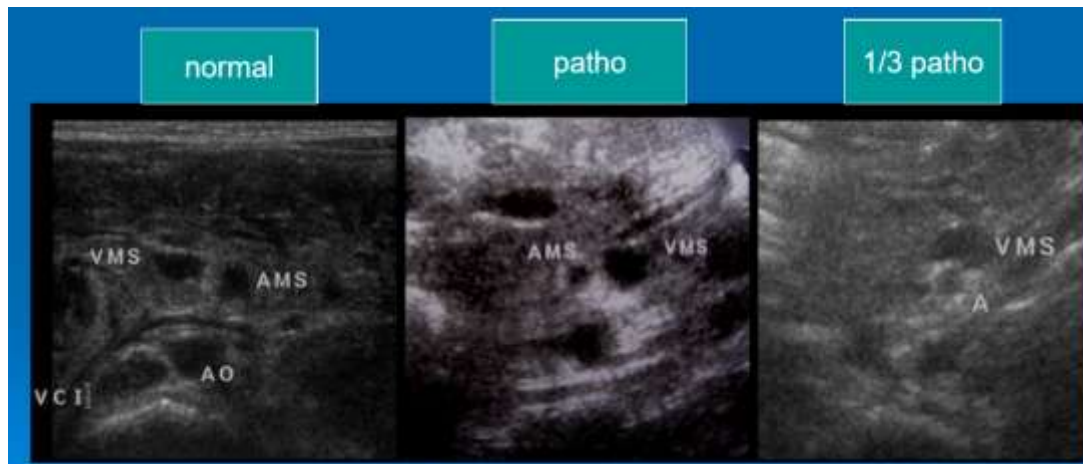 normal
patho
1/3 patho
VMS
AMS
AO
VCI
AMS
VMS
VMS
A